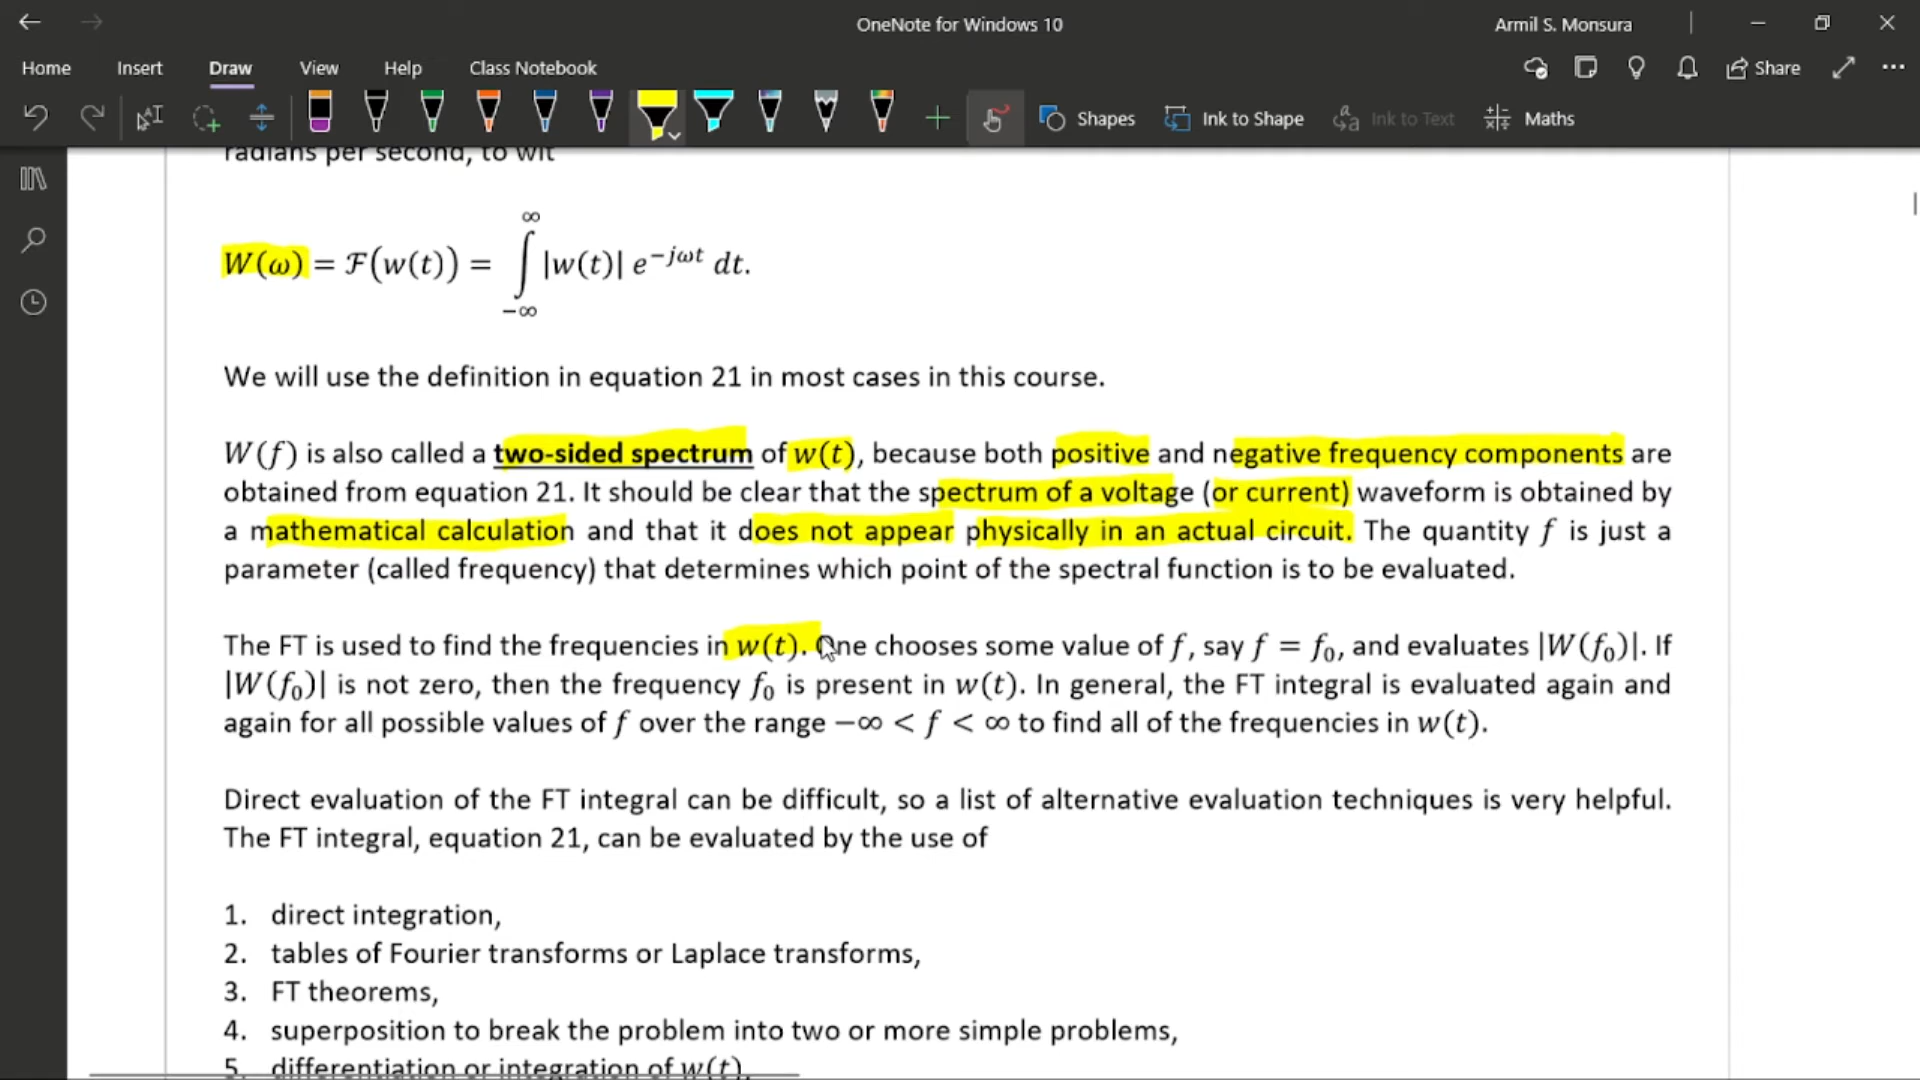 OneNote for Windows 10
Armil S. Monsura
Home Insert Draw View Help Class Notebook
Share
Shapes Ink to Shape Ink to Text Maths
radians per second, to wit
W(ω) = ℱ(w(t)) = ∫_{−∞}^{∞} |w(t)| e^{−jωt} dt.
We will use the definition in equation 21 in most cases in this course.
W(f) is also called a two-sided spectrum of w(t), because both positive and negative frequency components are
obtained from equation 21. It should be clear that the spectrum of a voltage (or current) waveform is obtained by
a mathematical calculation and that it does not appear physically in an actual circuit. The quantity f is just a
parameter (called frequency) that determines which point of the spectral function is to be evaluated.
The FT is used to find the frequencies in w(t). One chooses some value of f, say f = f₀, and evaluates |W(f₀)|. If
|W(f₀)| is not zero, then the frequency f₀ is present in w(t). In general, the FT integral is evaluated again and
again for all possible values of f over the range −∞ < f < ∞ to find all of the frequencies in w(t).
Direct evaluation of the FT integral can be difficult, so a list of alternative evaluation techniques is very helpful.
The FT integral, equation 21, can be evaluated by the use of
1. direct integration,
2. tables of Fourier transforms or Laplace transforms,
3. FT theorems,
4. superposition to break the problem into two or more simple problems,
5. differentiation or integration of w(t),